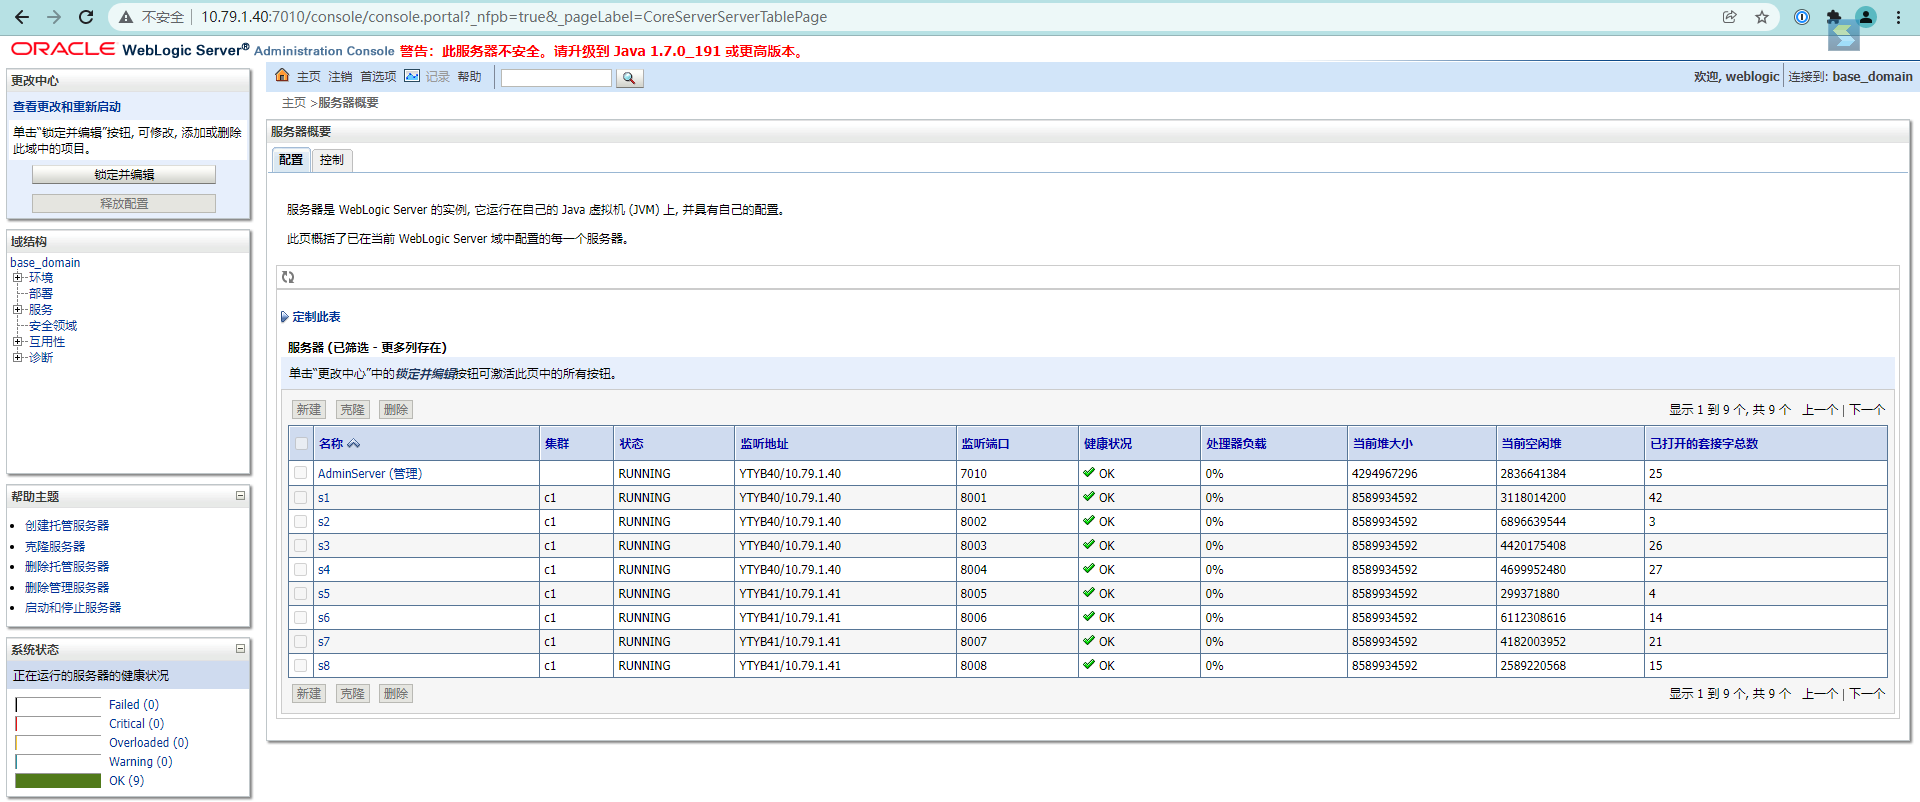 不安全 10.79.1.40:7010/console/console.portal?_nfpb=true&_pageLabel=CoreServerServerTablePage
ORACLE WebLogic Server® Administration Console 警告：此服务器不安全。请升级到 Java 1.7.0_191 或更高版本。
更改中心
查看更改和重新启动
单击“锁定并编辑”按钮, 可修改, 添加或删除
此域中的项目。
锁定并编辑
释放配置
域结构
base_domain
环境
部署
服务
安全领域
互用性
诊断
帮助主题
创建托管服务器
克隆服务器
删除托管服务器
删除管理服务器
启动和停止服务器
系统状态
正在运行的服务器的健康状况
Failed (0)
Critical (0)
Overloaded (0)
Warning (0)
OK (9)
主页 注销 首选项 记录 帮助 欢迎, weblogic 连接到: base_domain
主页 >服务器概要
服务器概要
配置 控制
服务器是 WebLogic Server 的实例, 它运行在自己的 Java 虚拟机 (JVM) 上, 并具有自己的配置。
此页概括了已在当前 WebLogic Server 域中配置的每一个服务器。
定制此表
服务器 (已筛选 - 更多列存在)
单击“更改中心”中的锁定并编辑按钮可激活此页中的所有按钮。
新建 克隆 删除 显示 1 到 9 个, 共 9 个 上一个 | 下一个
名称 集群 状态 监听地址 监听端口 健康状况 处理器负载 当前堆大小 当前空闲堆 已打开的套接字总数
AdminServer (管理) RUNNING YTYB40/10.79.1.40 7010 OK 0% 4294967296 2836641384 25
s1 c1 RUNNING YTYB40/10.79.1.40 8001 OK 0% 8589934592 3118014200 42
s2 c1 RUNNING YTYB40/10.79.1.40 8002 OK 0% 8589934592 6896639544 3
s3 c1 RUNNING YTYB40/10.79.1.40 8003 OK 0% 8589934592 4420175408 26
s4 c1 RUNNING YTYB40/10.79.1.40 8004 OK 0% 8589934592 4699952480 27
s5 c1 RUNNING YTYB41/10.79.1.41 8005 OK 0% 8589934592 299371880 4
s6 c1 RUNNING YTYB41/10.79.1.41 8006 OK 0% 8589934592 6112308616 14
s7 c1 RUNNING YTYB41/10.79.1.41 8007 OK 0% 8589934592 4182003952 21
s8 c1 RUNNING YTYB41/10.79.1.41 8008 OK 0% 8589934592 2589220568 15
新建 克隆 删除 显示 1 到 9 个, 共 9 个 上一个 | 下一个